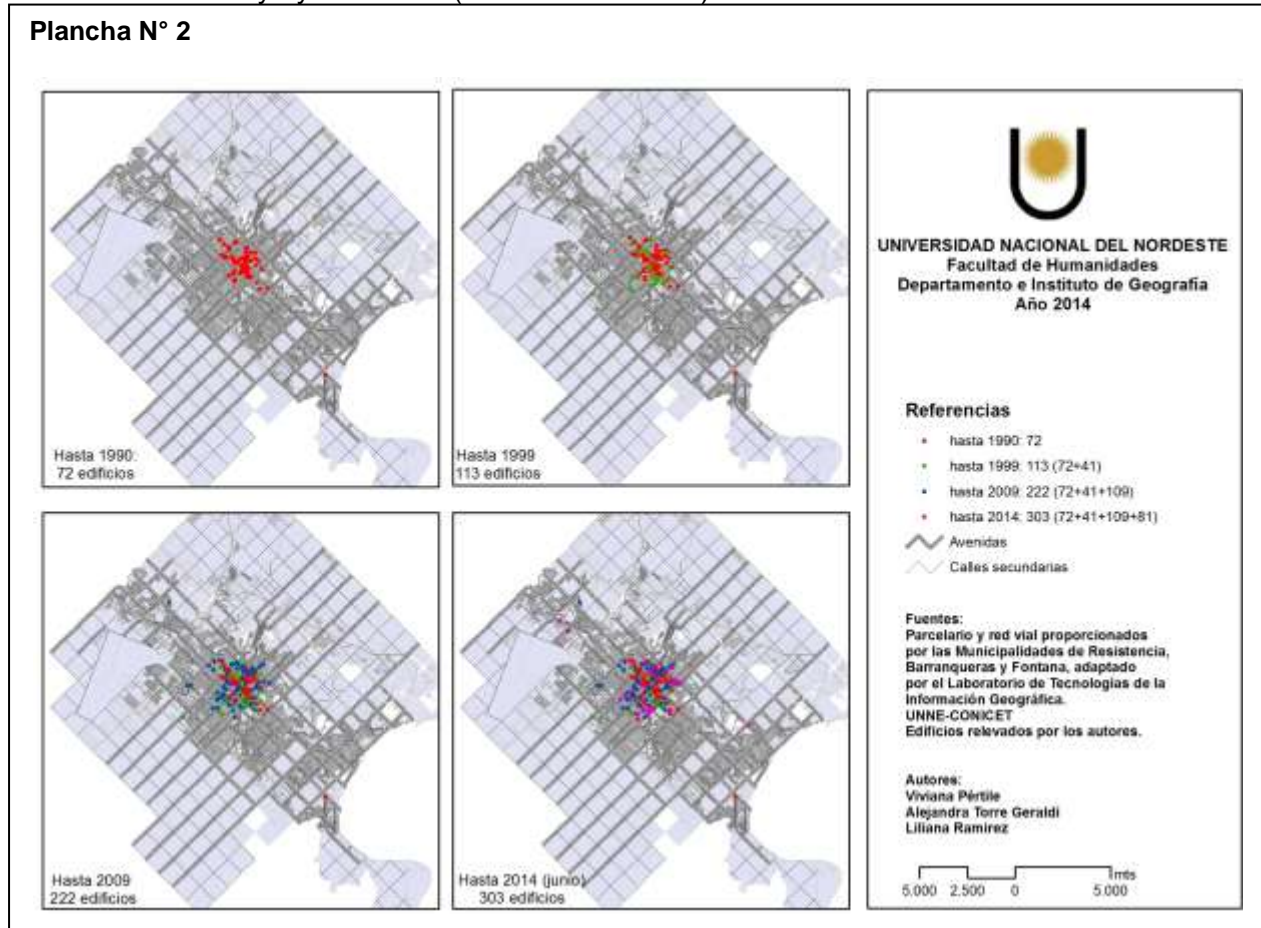 Plancha N° 2
Hasta 1990:
72 edificios
Hasta 1999
113 edificios
Hasta 2009
222 edificios
Hasta 2014 (junio)
303 edificios
UNIVERSIDAD NACIONAL DEL NORDESTE
Facultad de Humanidades
Departamento e Instituto de Geografía
Año 2014
Referencias
hasta 1990: 72
hasta 1999: 113 (72+41)
hasta 2009: 222 (72+41+109)
hasta 2014: 303 (72+41+109+81)
Avenidas
Calles secundarias
Fuentes:
Parcelario y red vial proporcionados
por las Municipalidades de Resistencia,
Barranqueras y Fontana, adaptado
por el Laboratorio de Tecnologías de la
Información Geográfica.
UNNE-CONICET
Edificios relevados por los autores.
Autores:
Viviana Pértile
Alejandra Torre Geraldi
Liliana Ramirez
mts
5.000 2.500 0 5.000